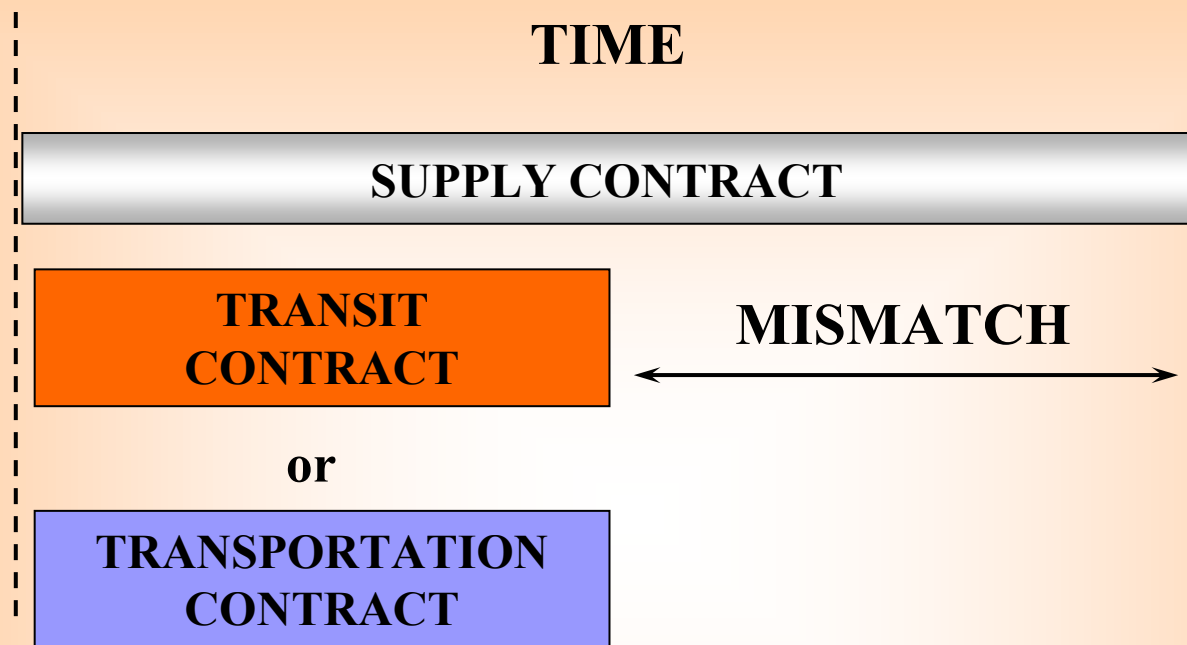 TIME
SUPPLY CONTRACT
TRANSIT
CONTRACT
MISMATCH
or
TRANSPORTATION
CONTRACT